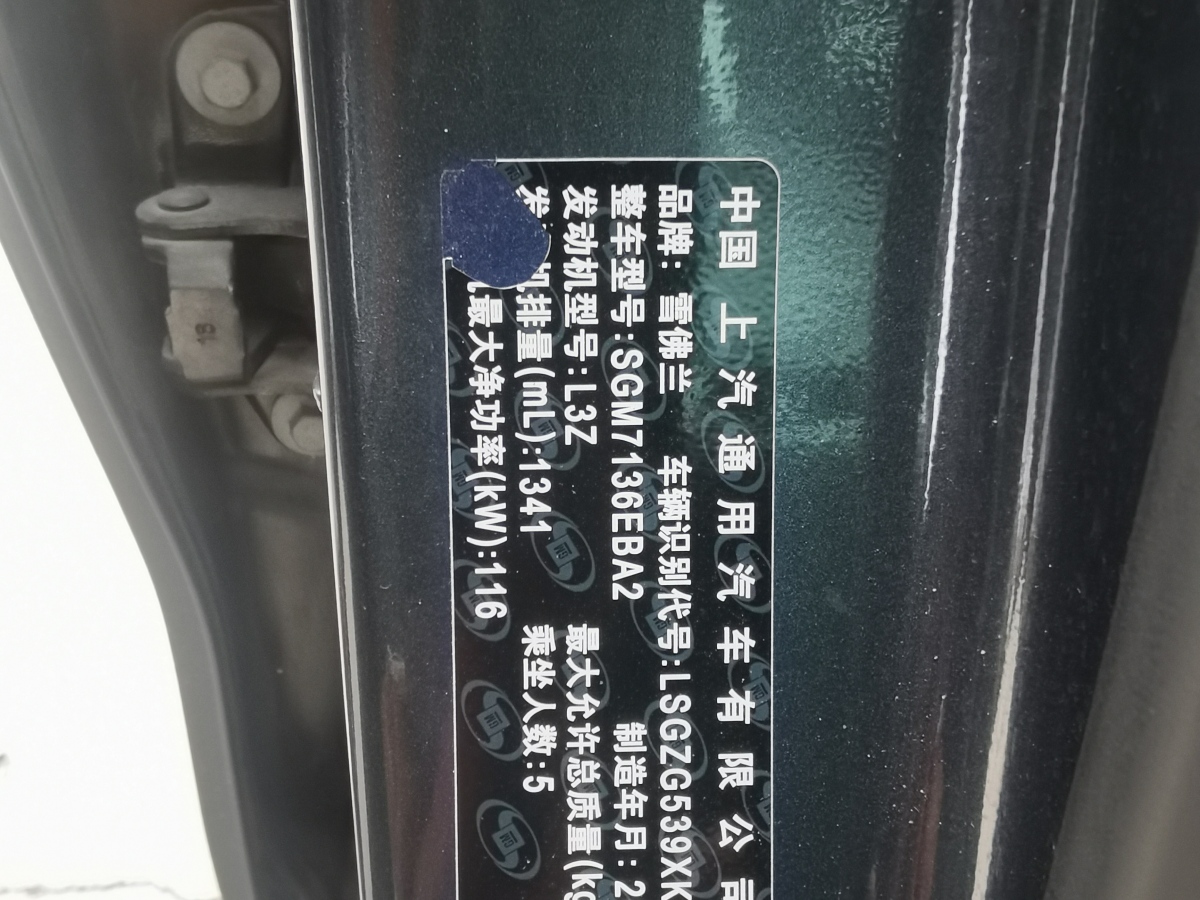 中国上汽通用汽车有限公司
品牌: 雪佛兰 车辆识别代号:LSGZG539XK
整车型号:SGM7136EBA2 制造年月:2
发动机型号:L3Z 最大允许总质量(kg
发 机排量(mL):1341 乘坐人数:5
最大净功率(kW):116